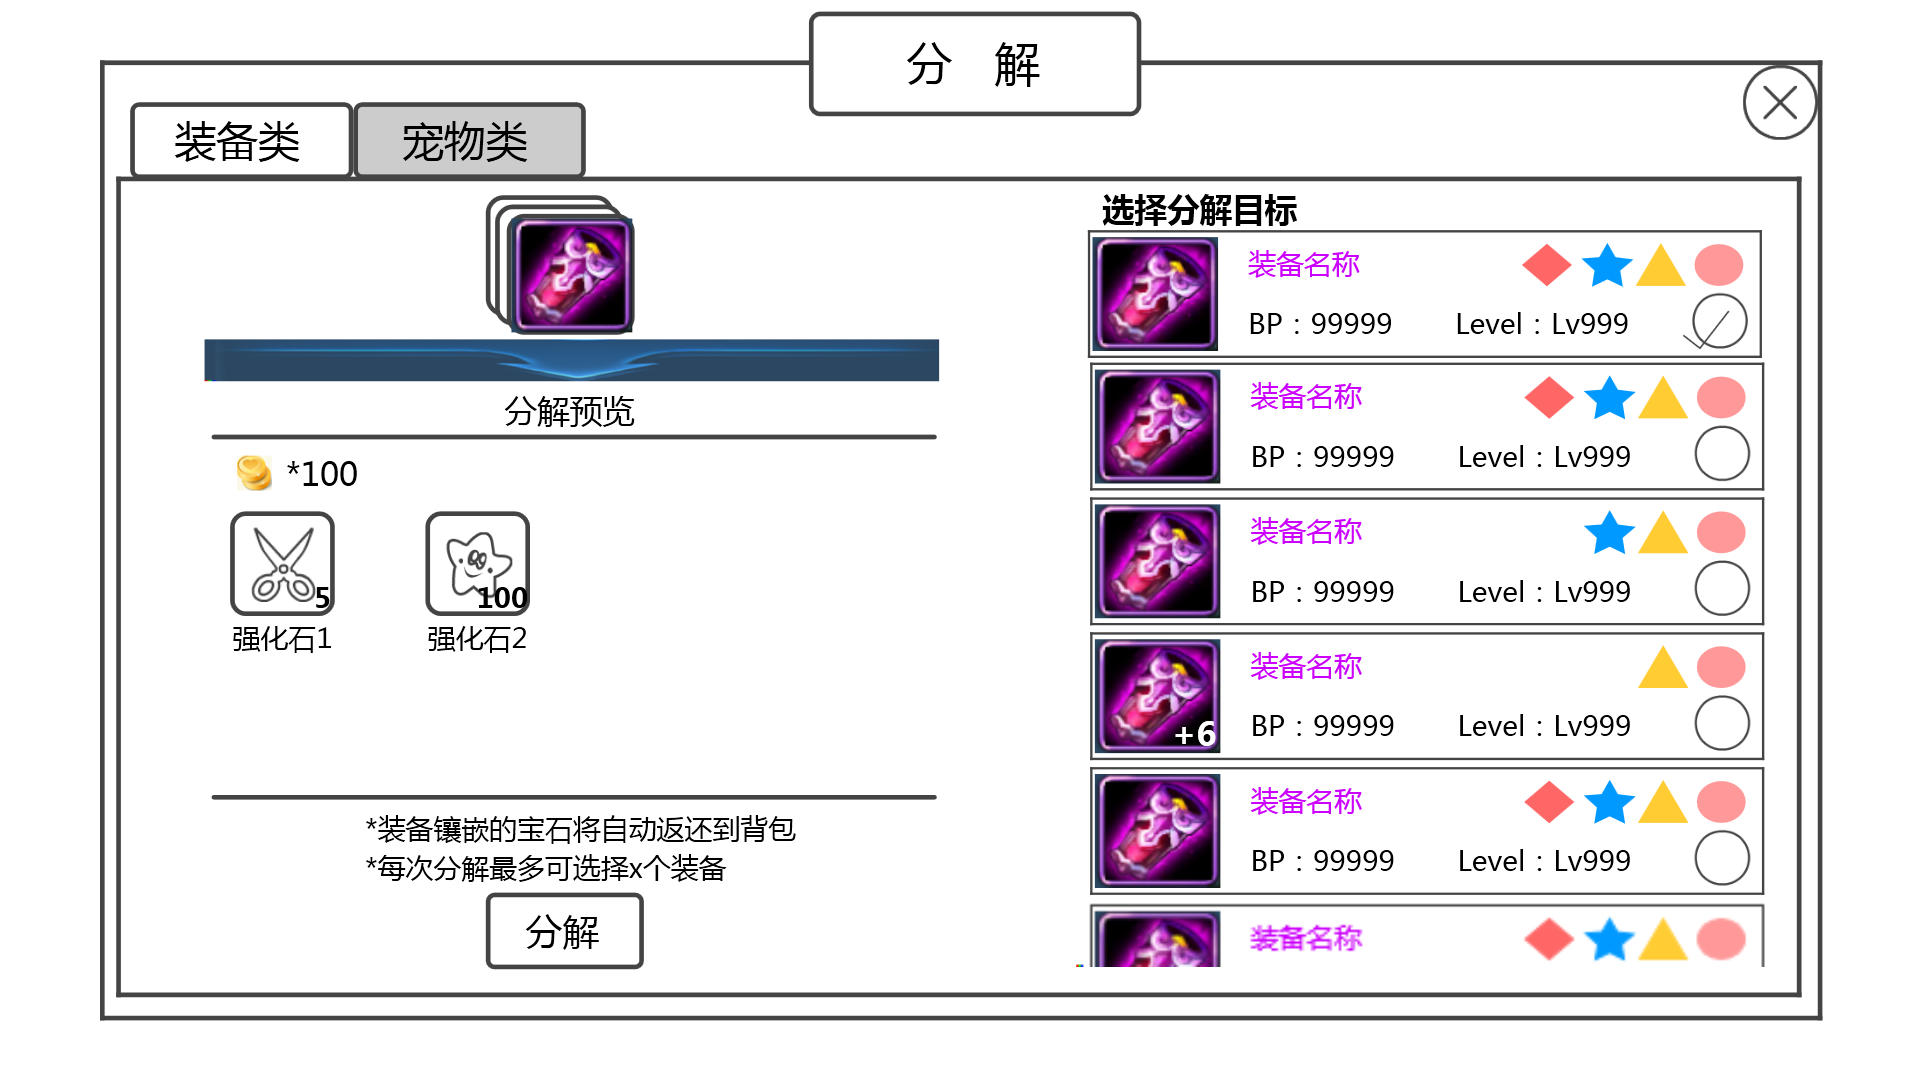 分 解
装备类
宠物类
分解预览
*100
5
100
强化石1
强化石2
*装备镶嵌的宝石将自动返还到背包
*每次分解最多可选择x个装备
分解
选择分解目标
装备名称
BP：99999 Level：Lv999
装备名称
BP：99999 Level：Lv999
装备名称
BP：99999 Level：Lv999
装备名称
+6
BP：99999 Level：Lv999
装备名称
BP：99999 Level：Lv999
装备名称